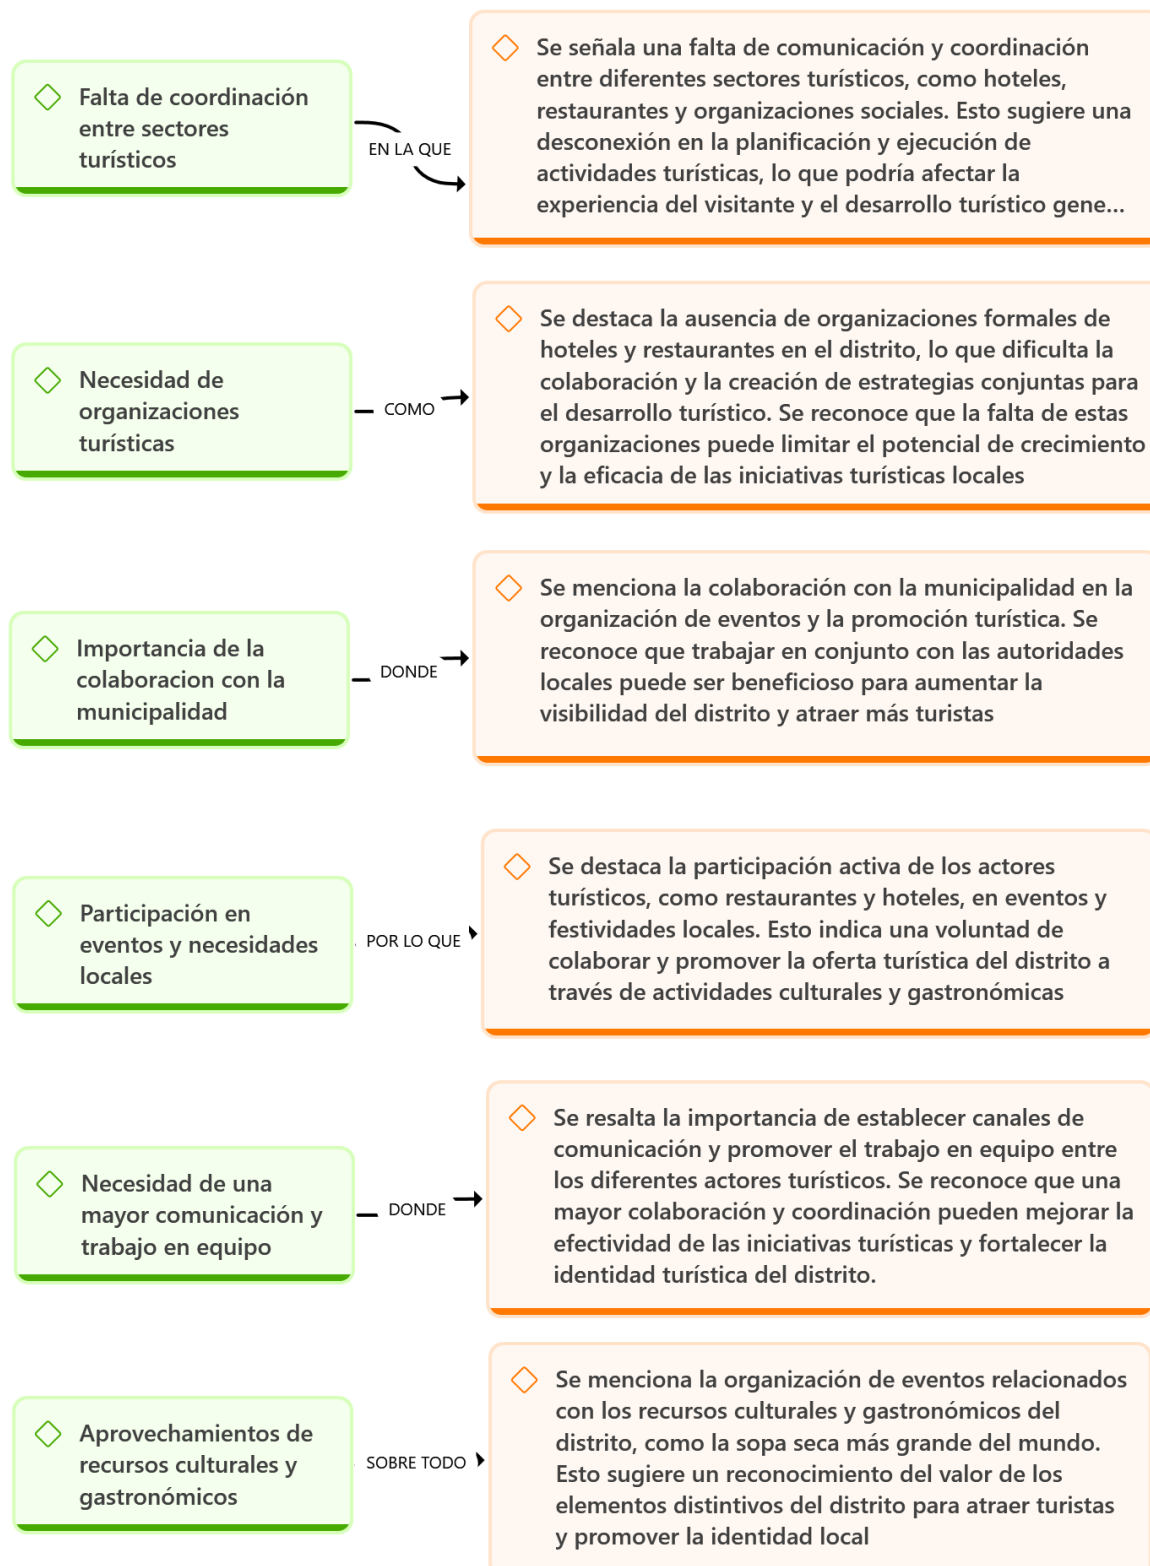 Falta de coordinación
entre sectores
turísticos
EN LA QUE
Se señala una falta de comunicación y coordinación
entre diferentes sectores turísticos, como hoteles,
restaurantes y organizaciones sociales. Esto sugiere una
desconexión en la planificación y ejecución de
actividades turísticas, lo que podría afectar la
experiencia del visitante y el desarrollo turístico gene...
Necesidad de
organizaciones
turísticas
COMO
Se destaca la ausencia de organizaciones formales de
hoteles y restaurantes en el distrito, lo que dificulta la
colaboración y la creación de estrategias conjuntas para
el desarrollo turístico. Se reconoce que la falta de estas
organizaciones puede limitar el potencial de crecimiento
y la eficacia de las iniciativas turísticas locales
Importancia de la
colaboracion con la
municipalidad
DONDE
Se menciona la colaboración con la municipalidad en la
organización de eventos y la promoción turística. Se
reconoce que trabajar en conjunto con las autoridades
locales puede ser beneficioso para aumentar la
visibilidad del distrito y atraer más turistas
Participación en
eventos y necesidades
locales
POR LO QUE
Se destaca la participación activa de los actores
turísticos, como restaurantes y hoteles, en eventos y
festividades locales. Esto indica una voluntad de
colaborar y promover la oferta turística del distrito a
través de actividades culturales y gastronómicas
Necesidad de una
mayor comunicación y
trabajo en equipo
DONDE
Se resalta la importancia de establecer canales de
comunicación y promover el trabajo en equipo entre
los diferentes actores turísticos. Se reconoce que una
mayor colaboración y coordinación pueden mejorar la
efectividad de las iniciativas turísticas y fortalecer la
identidad turística del distrito.
Aprovechamientos de
recursos culturales y
gastronómicos
SOBRE TODO
Se menciona la organización de eventos relacionados
con los recursos culturales y gastronómicos del
distrito, como la sopa seca más grande del mundo.
Esto sugiere un reconocimiento del valor de los
elementos distintivos del distrito para atraer turistas
y promover la identidad local